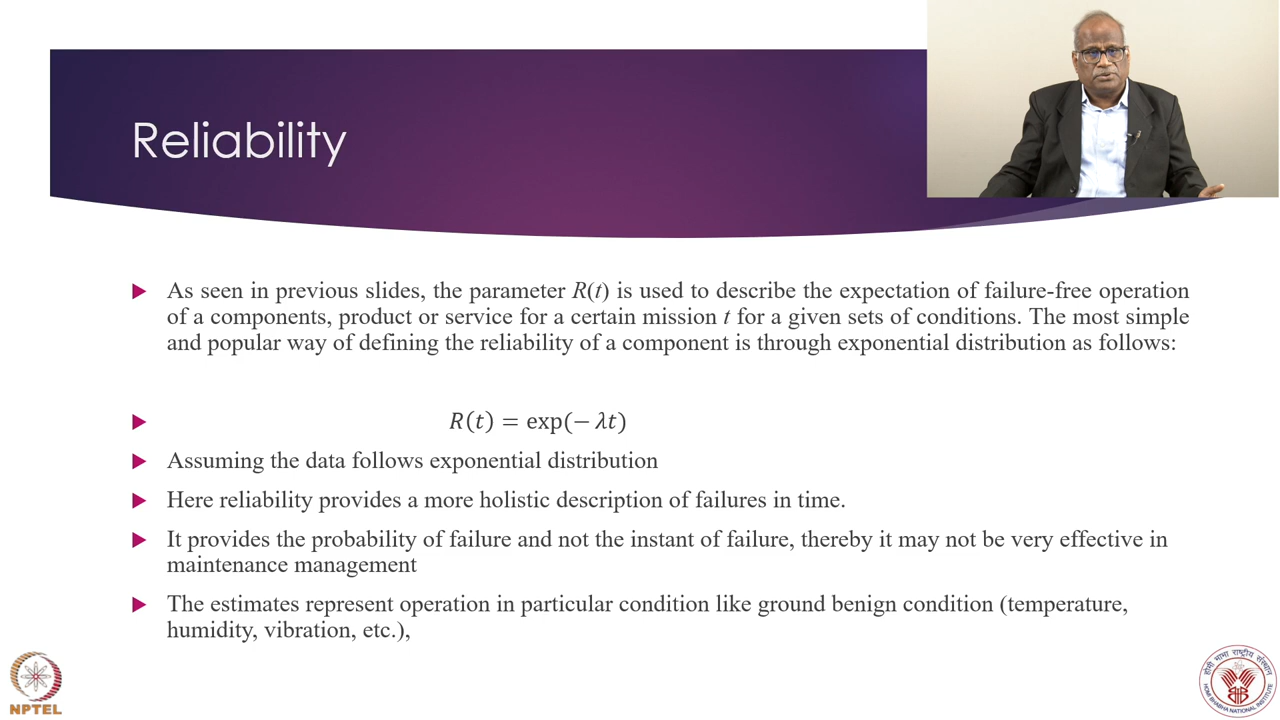 Reliability
As seen in previous slides, the parameter R(t) is used to describe the expectation of failure-free operation
of a components, product or service for a certain mission t for a given sets of conditions. The most simple
and popular way of defining the reliability of a component is through exponential distribution as follows:
R(t) = exp(− λt)
Assuming the data follows exponential distribution
Here reliability provides a more holistic description of failures in time.
It provides the probability of failure and not the instant of failure, thereby it may not be very effective in
maintenance management
The estimates represent operation in particular condition like ground benign condition (temperature,
humidity, vibration, etc.),
NPTEL
होमी भाभा राष्ट्रीय संस्थान
HOMI BHABHA NATIONAL INSTITUTE